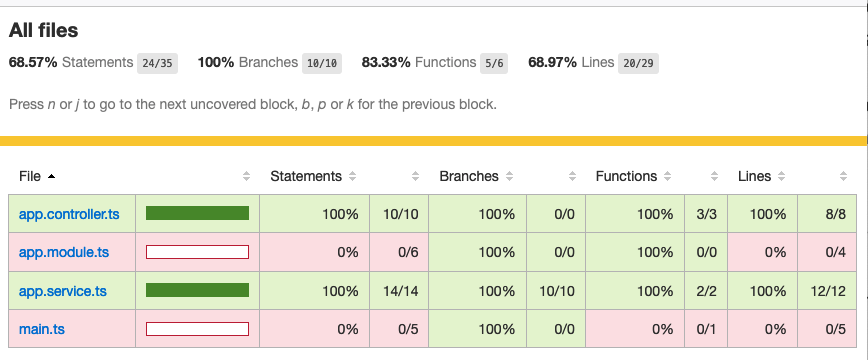 All files
68.57% Statements 24/35 100% Branches 10/10 83.33% Functions 5/6 68.97% Lines 20/29
Press n or j to go to the next uncovered block, b, p or k for the previous block.
File Statements Branches Functions Lines
app.controller.ts 100% 10/10 100% 0/0 100% 3/3 100% 8/8
app.module.ts 0% 0/6 100% 0/0 100% 0/0 0% 0/4
app.service.ts 100% 14/14 100% 10/10 100% 2/2 100% 12/12
main.ts 0% 0/5 100% 0/0 0% 0/1 0% 0/5